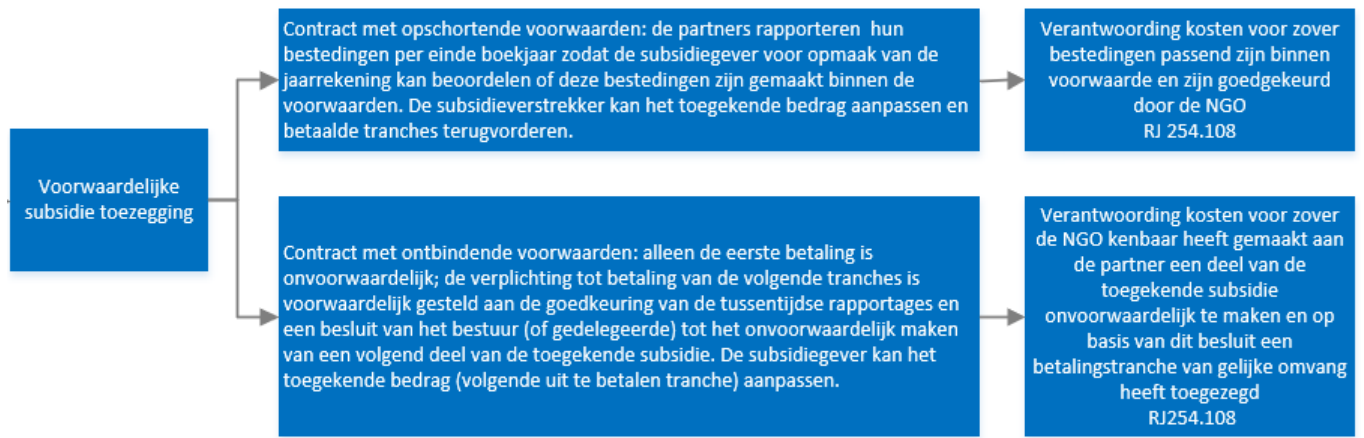 Voorwaardelijke
subsidie toezegging
Contract met opschortende voorwaarden: de partners rapporteren hun
bestedingen per einde boekjaar zodat de subsidiegever voor opmaak van de
jaarrekening kan beoordelen of deze bestedingen zijn gemaakt binnen de
voorwaarden. De subsidieverstrekker kan het toegekende bedrag aanpassen en
betaalde tranches terugvorderen.
Verantwoording kosten voor zover
bestedingen passend zijn binnen
voorwaarde en zijn goedgekeurd
door de NGO
RJ 254.108
Contract met ontbindende voorwaarden: alleen de eerste betaling is
onvoorwaardelijk; de verplichting tot betaling van de volgende tranches is
voorwaardelijk gesteld aan de goedkeuring van de tussentijdse rapportages en
een besluit van het bestuur (of gedelegeerde) tot het onvoorwaardelijk maken
van een volgend deel van de toegekende subsidie. De subsidiegever kan het
toegekende bedrag (volgende uit te betalen tranche) aanpassen.
Verantwoording kosten voor zover
de NGO kenbaar heeft gemaakt aan
de partner een deel van de
toegekende subsidie
onvoorwaardelijk te maken en op
basis van dit besluit een
betalingstranche van gelijke omvang
heeft toegezegd
RJ254.108